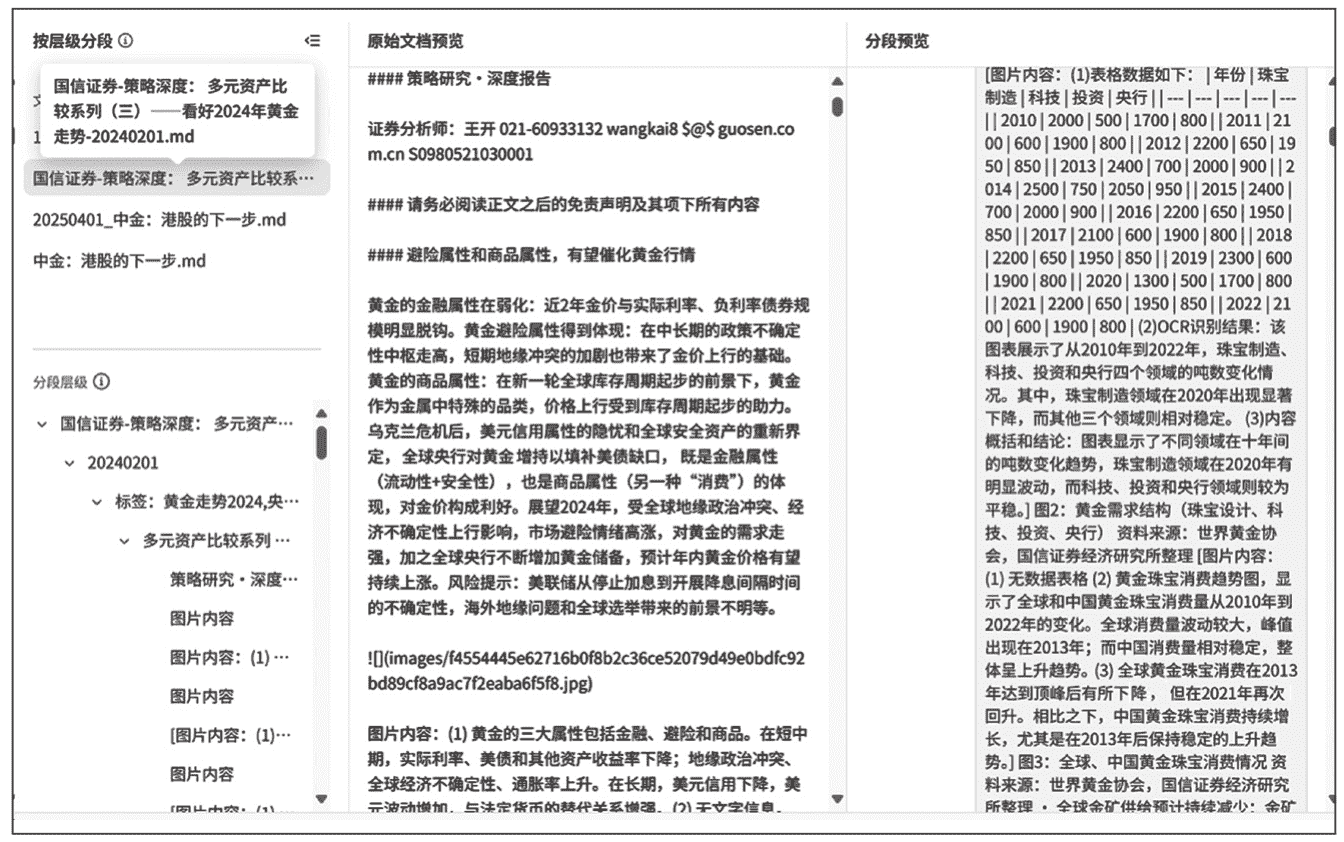 按层级分段
国信证券-策略深度： 多元资产比
较系列（三）——看好2024年黄金
走势-20240201.md
1
国信证券-策略深度： 多元资产比较系…
20250401_中金：港股的下一步.md
中金：港股的下一步.md
分段层级
国信证券-策略深度： 多元资产…
20240201
标签：黄金走势2024,央…
多元资产比较系列 …
策略研究・深度…
图片内容
图片内容：(1) …
图片内容
[图片内容：(1)…
图片内容
[图片内容：(1) …
原始文档预览
#### 策略研究・深度报告
证券分析师：王开 021-60933132 wangkai8 $@$ guosen.co
m.cn S0980521030001
#### 请务必阅读正文之后的免责声明及其项下所有内容
#### 避险属性和商品属性，有望催化黄金行情
黄金的金融属性在弱化：近2年金价与实际利率、负利率债券规
模明显脱钩。黄金避险属性得到体现：在中长期的政策不确定
性中枢走高，短期地缘冲突的加剧也带来了金价上行的基础。
黄金的商品属性：在新一轮全球库存周期起步的前景下，黄金
作为金属中特殊的品类，价格上行受到库存周期起步的助力。
乌克兰危机后，美元信用属性的隐忧和全球安全资产的重新界
定， 全球央行对黄金增持以填补美债缺口， 既是金融属性
（流动性+安全性），也是商品属性（另一种“消费”）的体
现，对金价构成利好。展望2024年，受全球地缘政治冲突、经
济不确定性上行影响，市场避险情绪高涨，对黄金的需求走
强，加之全球央行不断增加黄金储备，预计年内黄金价格有望
持续上涨。风险提示：美联储从停止加息到开展降息间隔时间
的不确定性，海外地缘问题和全球选举带来的前景不明等。
![](images/f4554445e62716b0f8b2c36ce52079d49e0bdfc92
bd89cf8a9ac7f2eaba6f5f8.jpg)
图片内容：(1) 黄金的三大属性包括金融、避险和商品。在短中
期，实际利率、美债和其他资产收益率下降；地缘政治冲突、
全球经济不确定性、通胀率上升。在长期，美元信用下降，美
元波动增加，与法定货币的替代关系增强。(2) 无文字信息。
分段预览
[图片内容：(1)表格数据如下： | 年份 | 珠宝
制造 | 科技 | 投资 | 央行 | | --- | --- | --- | --- | ---
| | 2010 | 2000 | 500 | 1700 | 800 | | 2011 | 21
00 | 600 | 1900 | 800 | | 2012 | 2200 | 650 | 19
50 | 850 | | 2013 | 2400 | 700 | 2000 | 900 | | 2
014 | 2500 | 750 | 2050 | 950 | | 2015 | 2400 |
700 | 2000 | 900 | | 2016 | 2200 | 650 | 1950 |
850 | | 2017 | 2100 | 600 | 1900 | 800 | | 2018
| 2200 | 650 | 1950 | 850 | | 2019 | 2300 | 600
| 1900 | 800 | | 2020 | 1300 | 500 | 1700 | 800
| | 2021 | 2200 | 650 | 1950 | 850 | | 2022 | 21
00 | 600 | 1900 | 800 | (2)OCR识别结果：该
图表展示了从2010年到2022年，珠宝制造、
科技、投资和央行四个领域的吨数变化情
况。其中，珠宝制造领域在2020年出现显著
下降，而其他三个领域则相对稳定。 (3)内容
概括和结论：图表显示了不同领域在十年间
的吨数变化趋势，珠宝制造领域在2020年有
明显波动，而科技、投资和央行领域则较为
平稳。] 图2：黄金需求结构（珠宝设计、科
技、投资、央行） 资料来源：世界黄金协
会，国信证券经济研究所整理 [图片内容：
(1) 无数据表格 (2) 黄金珠宝消费趋势图，显
示了全球和中国黄金珠宝消费量从2010年到
2022年的变化。全球消费量波动较大，峰值
出现在2013年；而中国消费量相对稳定，整
体呈上升趋势。(3) 全球黄金珠宝消费在2013
年达到顶峰后有所下降 ， 但在2021年再次
回升。相比之下，中国黄金珠宝消费持续增
长，尤其是在2013年后保持稳定的上升趋
势。] 图3：全球、中国黄金珠宝消费情况 资
料来源：世界黄金协会，国信证券经济研究
所整理 · 全球金矿供给预计持续减少：金矿